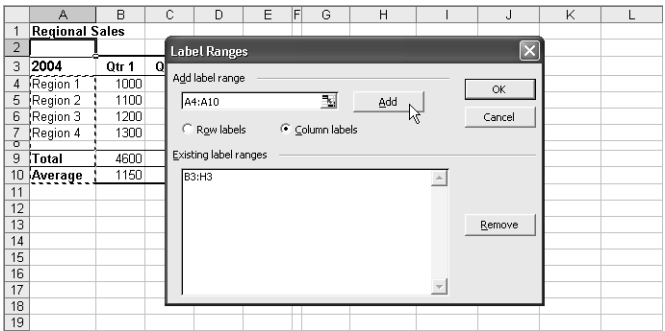 A B C D E F G H I J K L
1 Regional Sales
2
3 2004 Qtr 1 Q
4 Region 1 1000
5 Region 2 1100
6 Region 3 1200
7 Region 4 1300
8
9 Total 4600
10 Average 1150
11
12
13
14
15
16
17
18
19
Label Ranges
Add label range
A4:A10 Add
Row labels Column labels
Existing label ranges
B3:H3
OK
Cancel
Remove